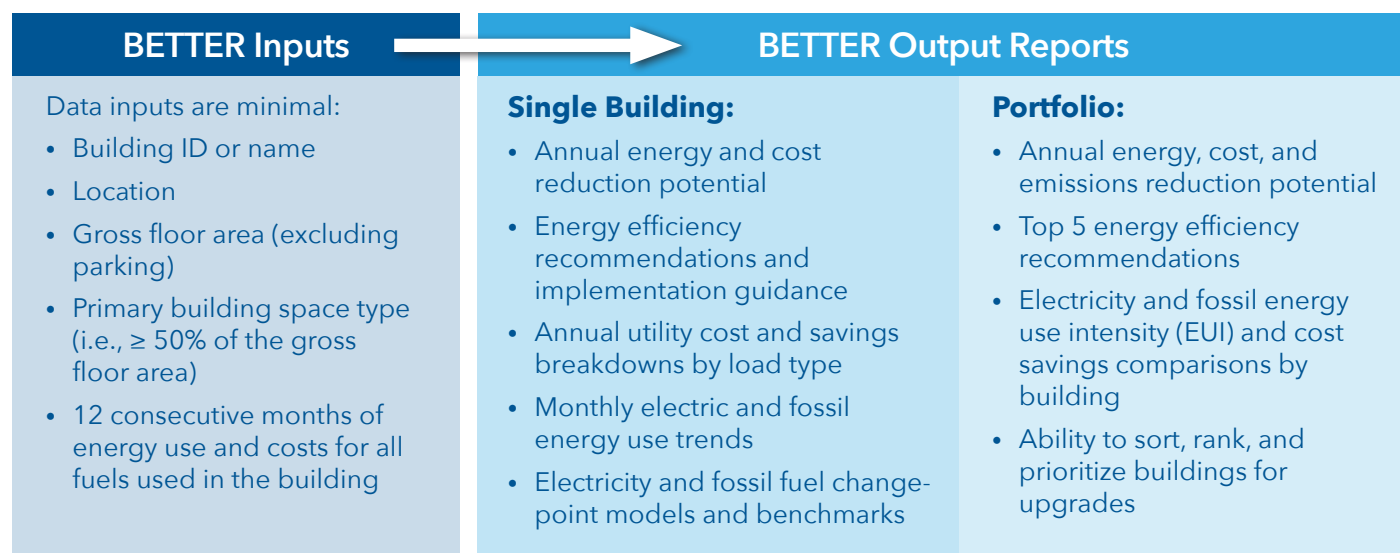 BETTER Inputs
Data inputs are minimal:
• Building ID or name
• Location
• Gross floor area (excluding
parking)
• Primary building space type
(i.e., ≥ 50% of the gross
floor area)
• 12 consecutive months of
energy use and costs for all
fuels used in the building
BETTER Output Reports
Single Building:
• Annual energy and cost
reduction potential
• Energy efficiency
recommendations and
implementation guidance
• Annual utility cost and savings
breakdowns by load type
• Monthly electric and fossil
energy use trends
• Electricity and fossil fuel change-
point models and benchmarks
Portfolio:
• Annual energy, cost, and
emissions reduction potential
• Top 5 energy efficiency
recommendations
• Electricity and fossil energy
use intensity (EUI) and cost
savings comparisons by
building
• Ability to sort, rank, and
prioritize buildings for
upgrades